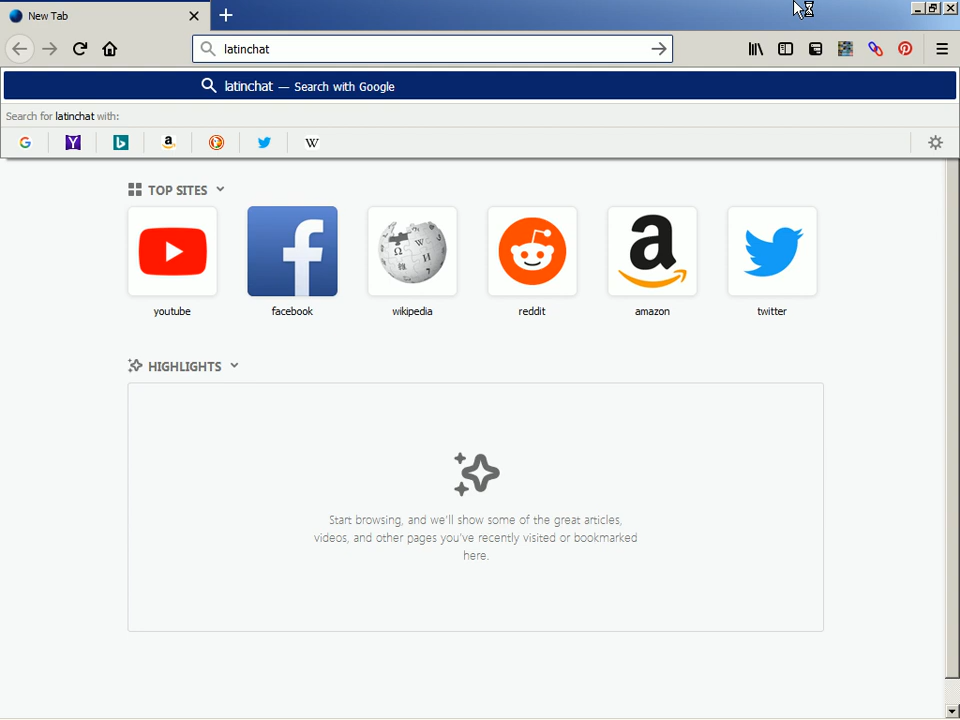 New Tab
latinchat
latinchat — Search with Google
Search for latinchat with:
TOP SITES
youtube
facebook
wikipedia
reddit
amazon
twitter
HIGHLIGHTS
Start browsing, and we'll show some of the great articles,
videos, and other pages you've recently visited or bookmarked
here.